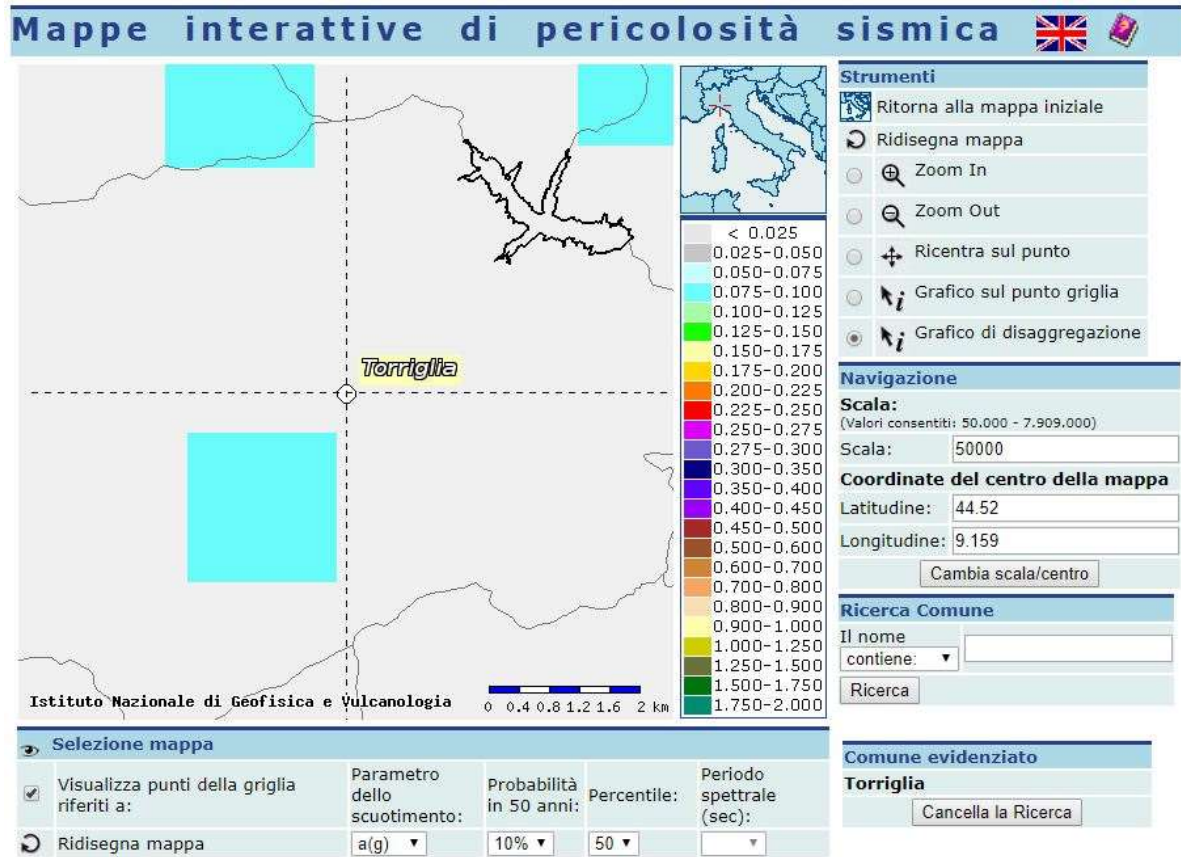 Mappe interattive di pericolosità sismica
Torriglia
Istituto Nazionale di Geofisica e Vulcanologia
0 0.4 0.8 1.2 1.6 2 km
< 0.025
0.025-0.050
0.050-0.075
0.075-0.100
0.100-0.125
0.125-0.150
0.150-0.175
0.175-0.200
0.200-0.225
0.225-0.250
0.250-0.275
0.275-0.300
0.300-0.350
0.350-0.400
0.400-0.450
0.450-0.500
0.500-0.600
0.600-0.700
0.700-0.800
0.800-0.900
0.900-1.000
1.000-1.250
1.250-1.500
1.500-1.750
1.750-2.000
Strumenti
Ritorna alla mappa iniziale
Ridisegna mappa
Zoom In
Zoom Out
Ricentra sul punto
i Grafico sul punto griglia
i Grafico di disaggregazione
Navigazione
Scala:
(Valori consentiti: 50.000 - 7.909.000)
Scala: 50000
Coordinate del centro della mappa
Latitudine: 44.52
Longitudine: 9.159
Cambia scala/centro
Ricerca Comune
Il nome
contiene:
Ricerca
Selezione mappa
Visualizza punti della griglia
riferiti a:
Parametro
dello
scuotimento:
Probabilità
in 50 anni:
Percentile:
Periodo
spettrale
(sec):
Ridisegna mappa
a(g)
10%
50
Comune evidenziato
Torriglia
Cancella la Ricerca